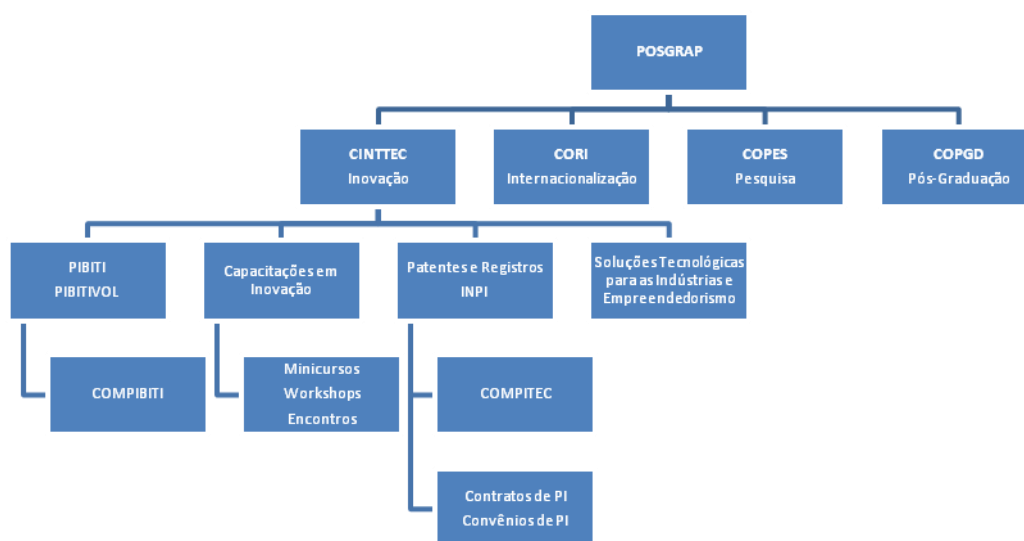 POSGRAP
CINTTEC
Inovação
CORI
Internacionalização
COPES
Pesquisa
COPGD
Pós-Graduação
PIBITI
PIBITIVOL
Capacitações em
Inovação
Patentes e Registros
INPI
Soluções Tecnológicas
para as Indústrias e
Empreendedorismo
COMPIBITI
Minicursos
Workshops
Encontros
COMPITEC
Contratos de PI
Convênios de PI